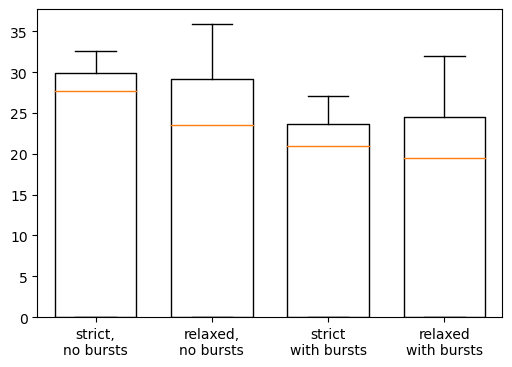 35
30
25
20
15
10
5
0
strict,
no bursts
relaxed,
no bursts
strict
with bursts
relaxed
with bursts